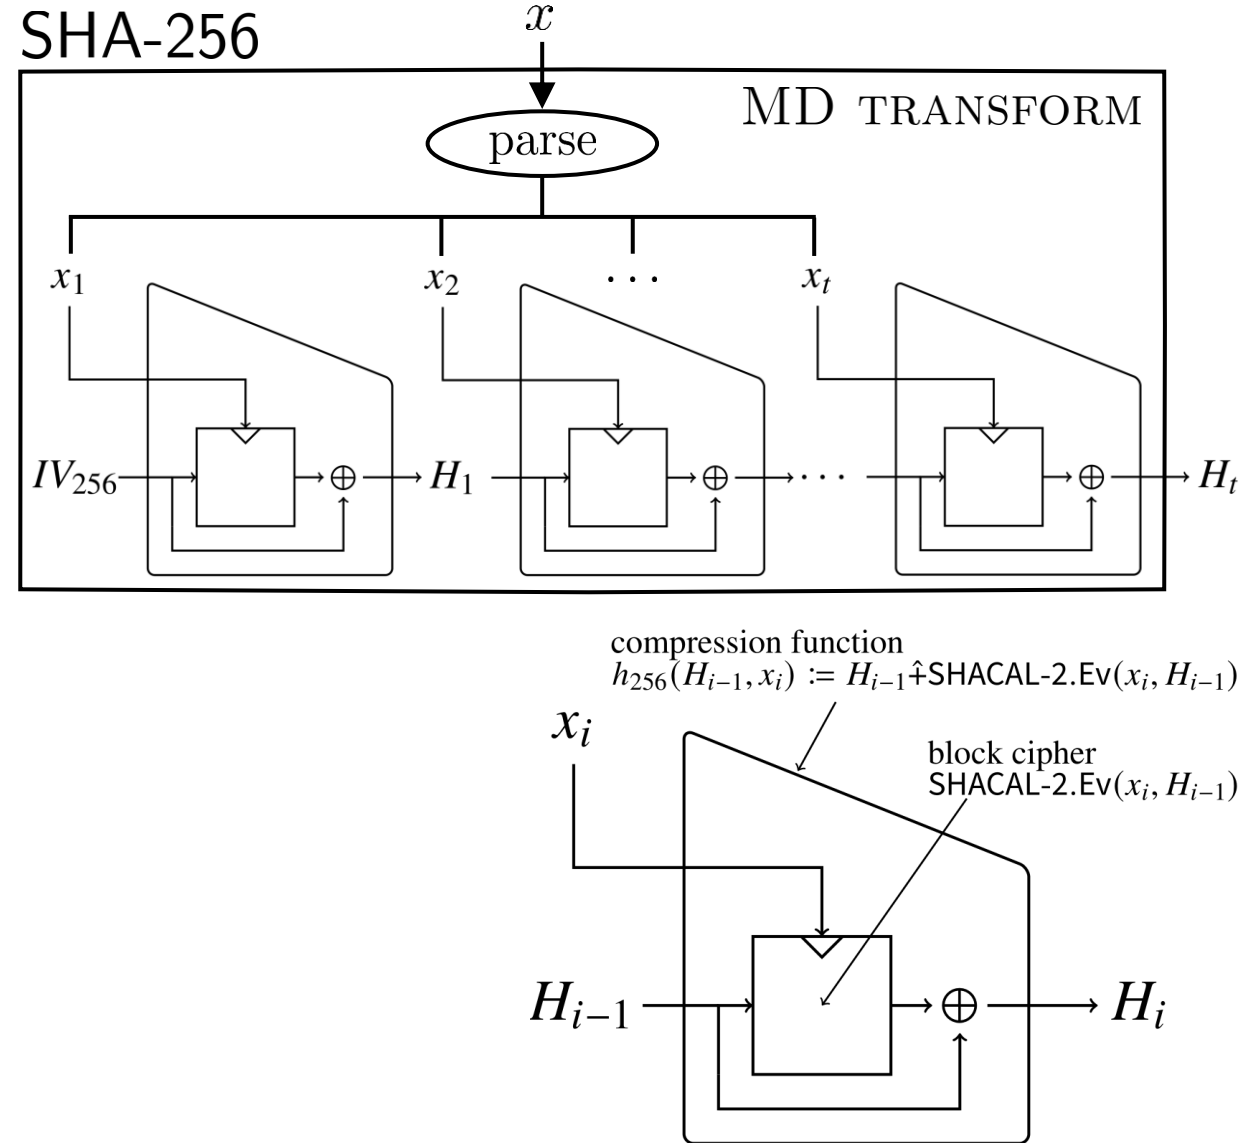 SHA-256
x
MD TRANSFORM
parse
x₁ x₂ ··· xₜ
IV₂₅₆ H₁ ··· Hₜ
compression function
h₂₅₆(Hᵢ₋₁, xᵢ) := Hᵢ₋₁+̂SHACAL-2.Ev(xᵢ, Hᵢ₋₁)
xᵢ
block cipher
SHACAL-2.Ev(xᵢ, Hᵢ₋₁)
Hᵢ₋₁ Hᵢ